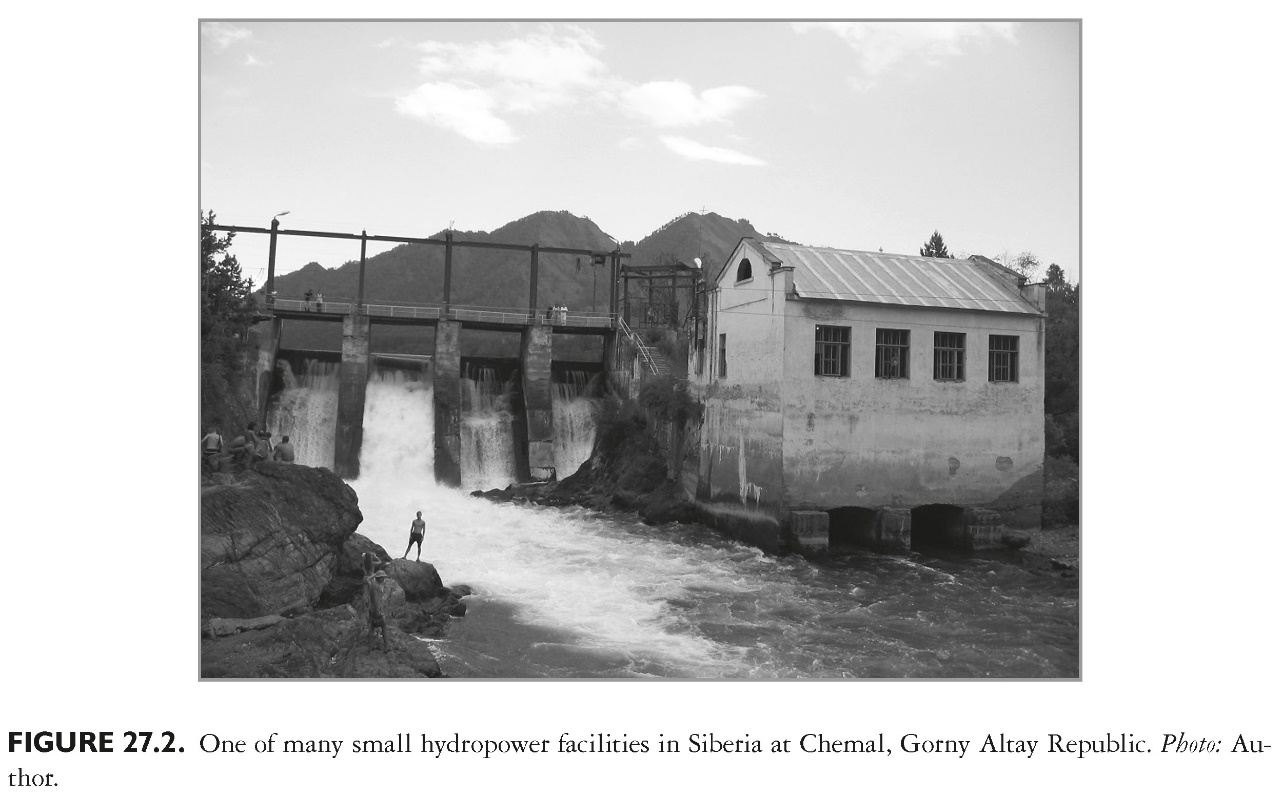 FIGURE 27.2. One of many small hydropower facilities in Siberia at Chemal, Gorny Altay Republic. Photo: Au-
thor.